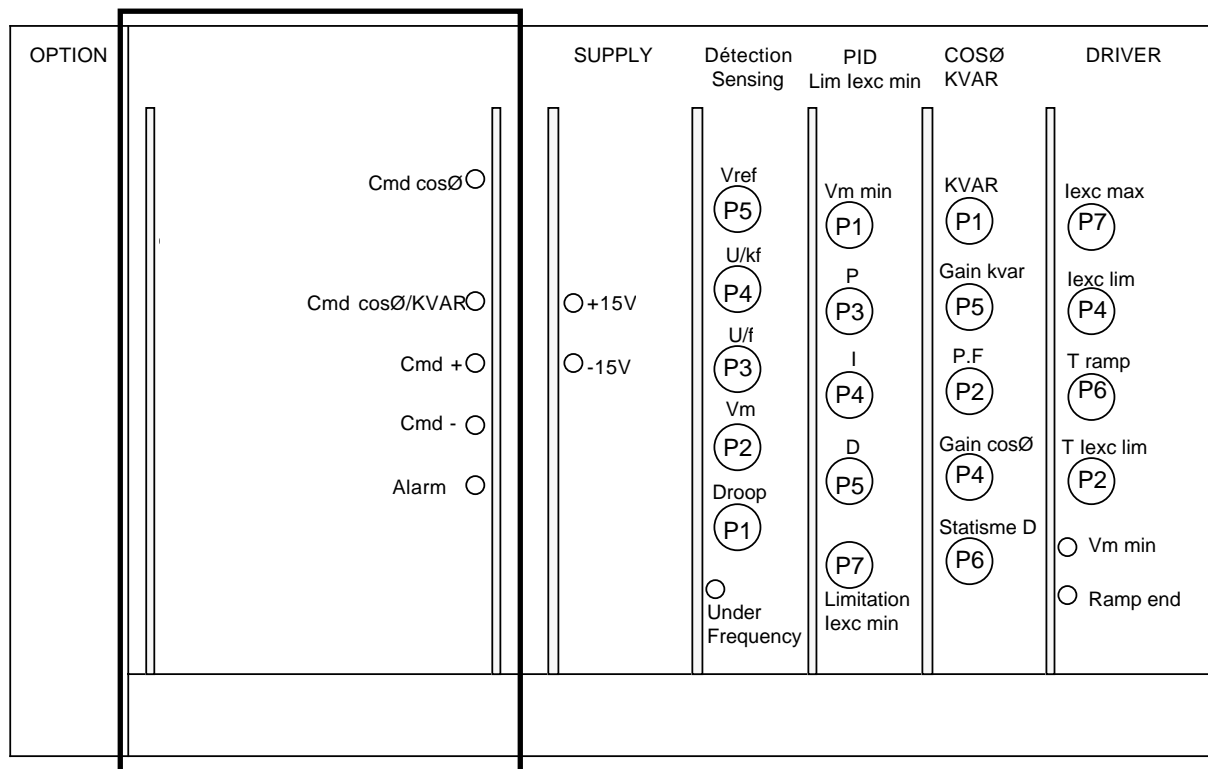 OPTION
SUPPLY
Détection
Sensing
PID
Lim Iexc min
COSØ
KVAR
DRIVER
Cmd cosØ
Cmd cosØ/KVAR
Cmd +
Cmd -
Alarm
+15V
-15V
Vref
P5
U/kf
P4
U/f
P3
Vm
P2
Droop
P1
Under
Frequency
Vm min
P1
P
P3
I
P4
D
P5
P7
Limitation
Iexc min
KVAR
P1
Gain kvar
P5
P.F
P2
Gain cosØ
P4
Statisme D
P6
Iexc max
P7
Iexc lim
P4
T ramp
P6
T Iexc lim
P2
Vm min
Ramp end